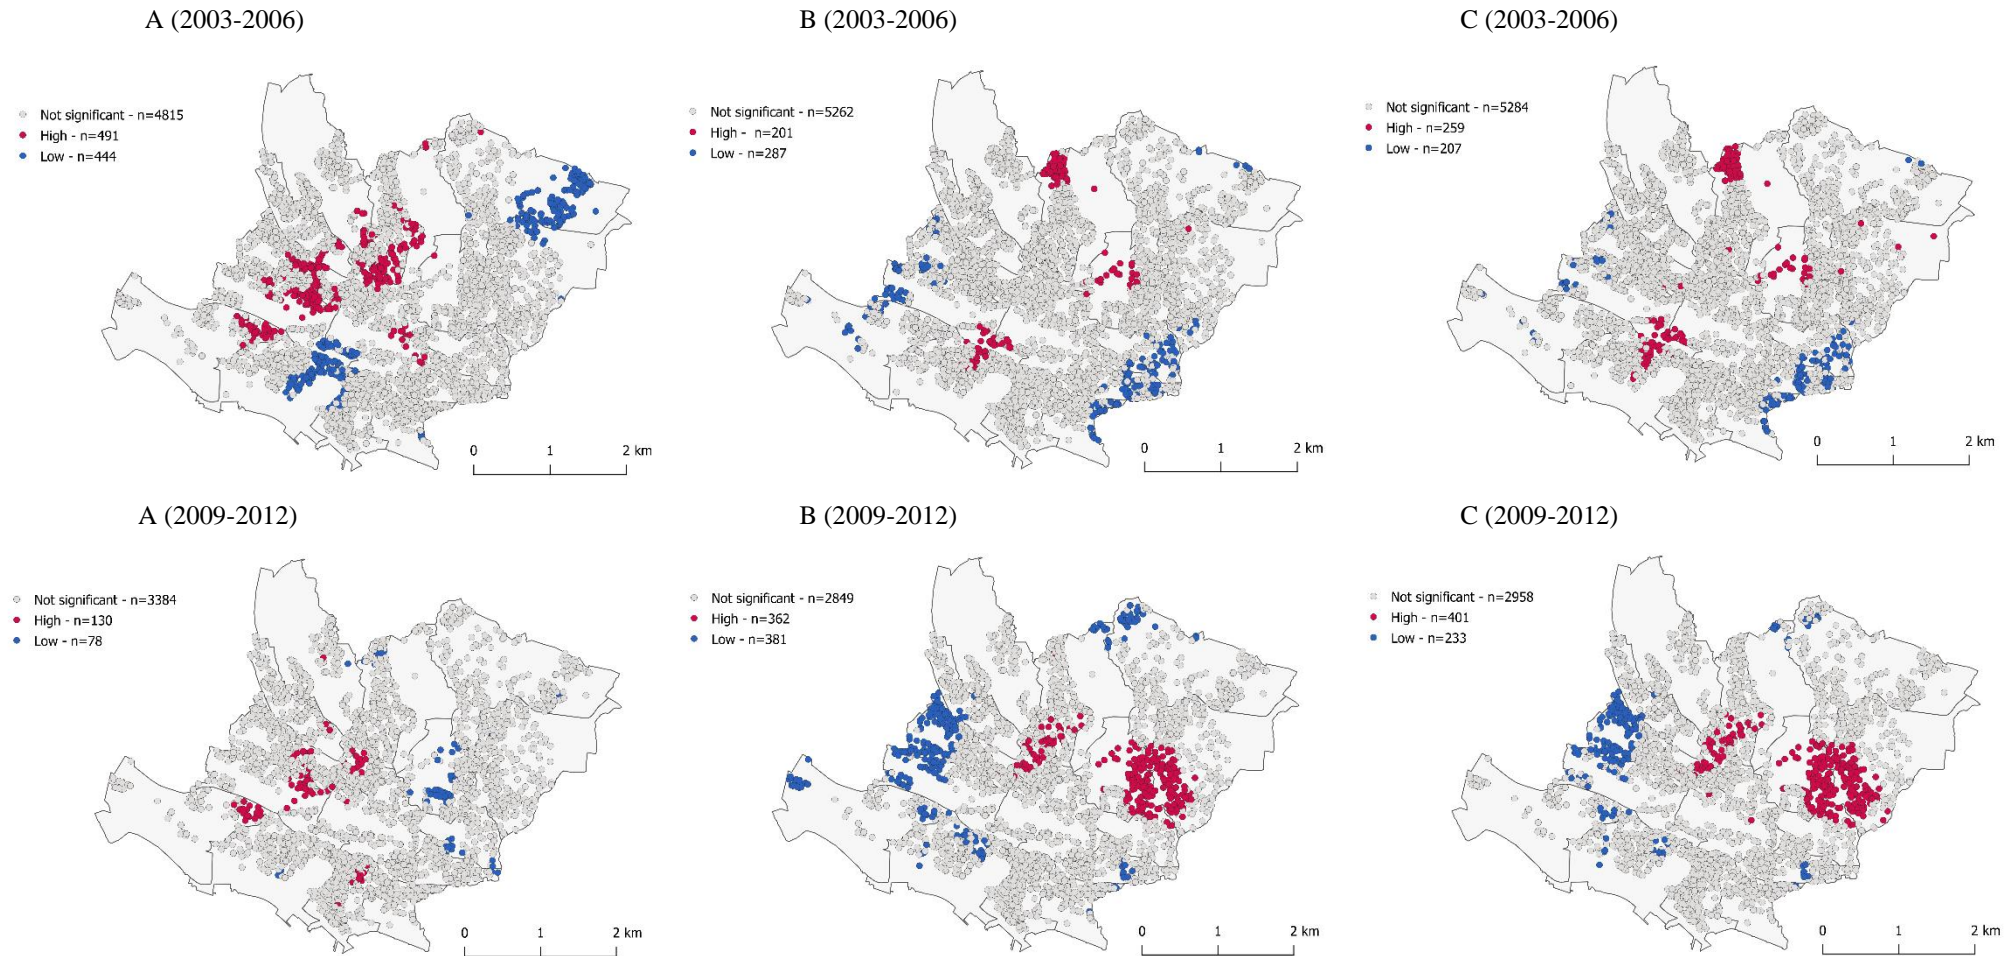 A (2003-2006)
B (2003-2006)
C (2003-2006)
Not significant - n=4815
High - n=491
Low - n=444
0 1 2 km
Not significant - n=5262
High - n=201
Low - n=287
0 1 2 km
Not significant - n=5284
High - n=259
Low - n=207
0 1 2 km
A (2009-2012)
B (2009-2012)
C (2009-2012)
Not significant - n=3384
High - n=130
Low - n=78
0 1 2 km
Not significant - n=2849
High - n=362
Low - n=381
0 1 2 km
Not significant - n=2958
High - n=401
Low - n=233
0 1 2 km